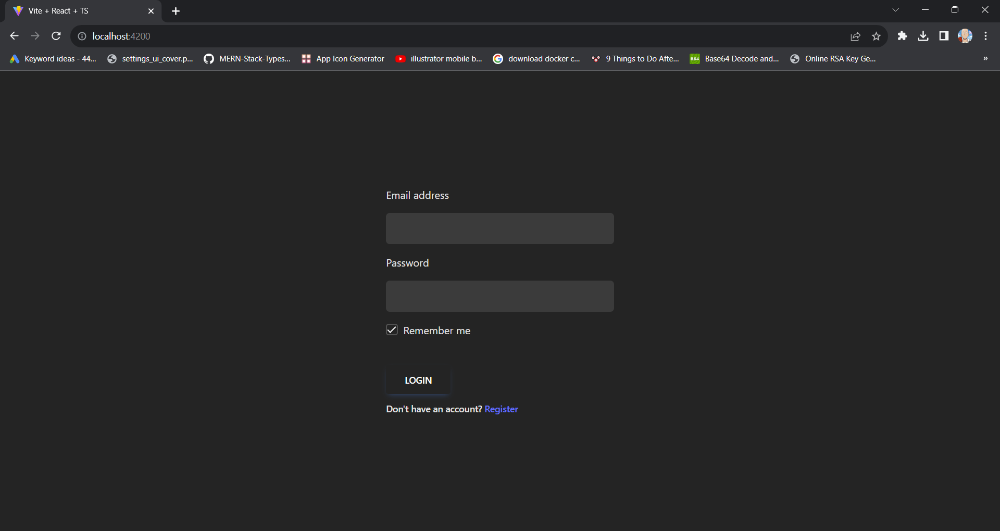 Vite + React + TS
localhost:4200
Keyword ideas - 44... settings_ui_cover.p... MERN-Stack-Types... App Icon Generator illustrator mobile b... download docker c... 9 Things to Do Afte... B64 Base64 Decode and... Online RSA Key Ge... »
Email address
Password
Remember me
LOGIN
Don't have an account? Register